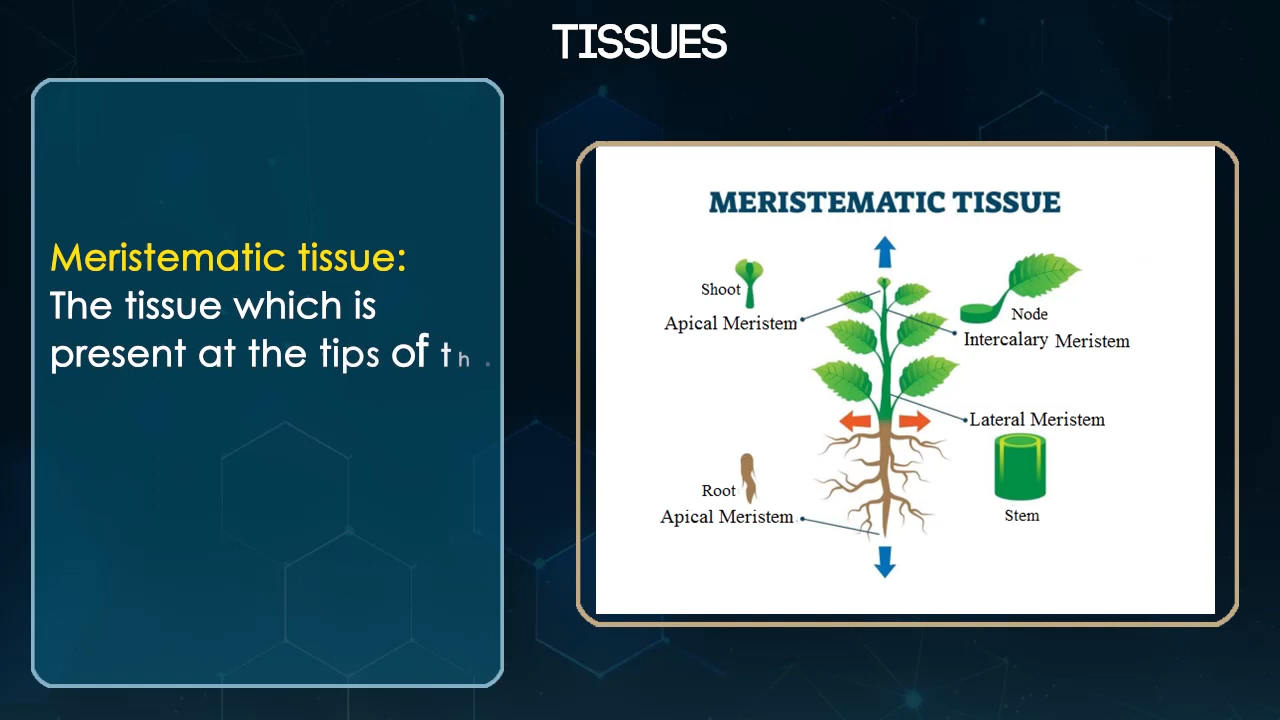 TISSUES
Meristematic tissue:
The tissue which is
present at the tips of th
MERISTEMATIC TISSUE
Shoot
Apical Meristem
Node
Intercalary Meristem
Lateral Meristem
Root
Apical Meristem
Stem